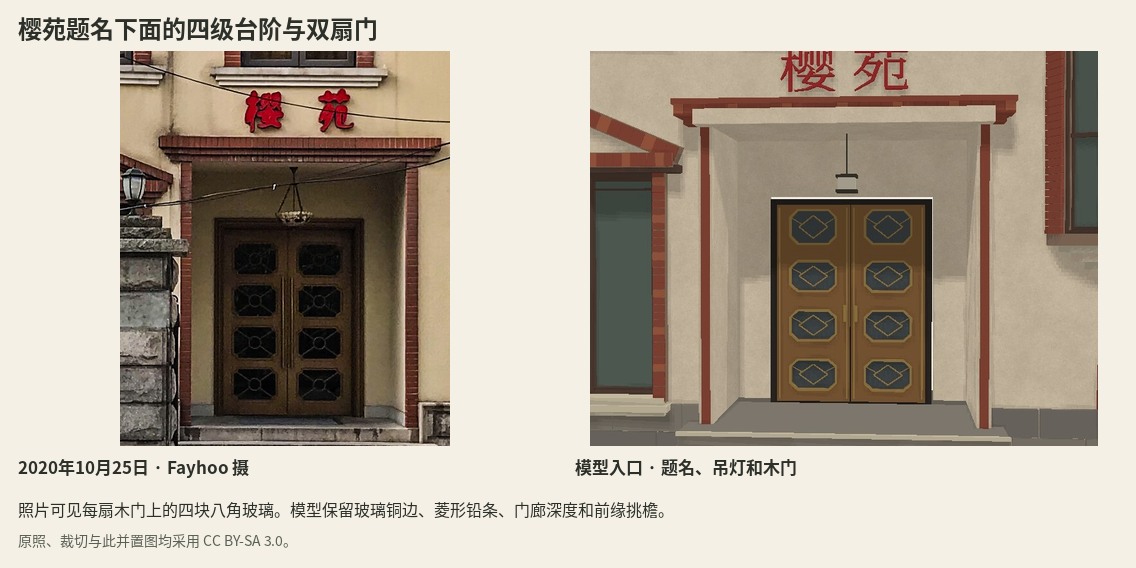 樱苑题名下面的四级台阶与双扇门
樱 苑
樱 苑
2020年10月25日 · Fayhoo 摄
模型入口 · 题名、吊灯和木门
照片可见每扇木门上的四块八角玻璃。模型保留玻璃铜边、菱形铅条、门廊深度和前缘挑檐。
原照、裁切与此并置图均采用 CC BY-SA 3.0。